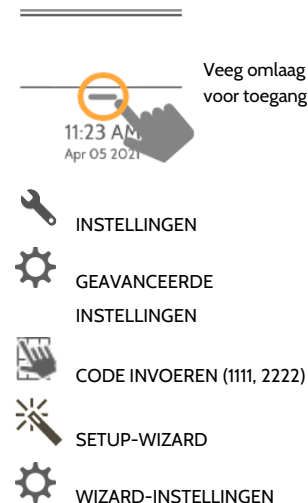 Veeg omlaag
voor toegang
11:23 AM
Apr 05 2021
INSTELLINGEN
GEAVANCEERDE
INSTELLINGEN
CODE INVOEREN (1111, 2222)
SETUP-WIZARD
WIZARD-INSTELLINGEN